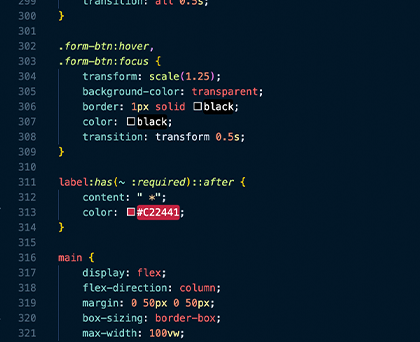 299 transition: all 0.5s;
300 }
301
302 .form-btn:hover,
303 .form-btn:focus {
304 transform: scale(1.25);
305 background-color: transparent;
306 border: 1px solid black;
307 color: black;
308 transition: transform 0.5s;
309 }
310
311 label:has(~ :required)::after {
312 content: " *";
313 color: #C22441;
314 }
315
316 main {
317 display: flex;
318 flex-direction: column;
319 margin: 0 50px 0 50px;
320 box-sizing: border-box;
321 max-width: 100vw;